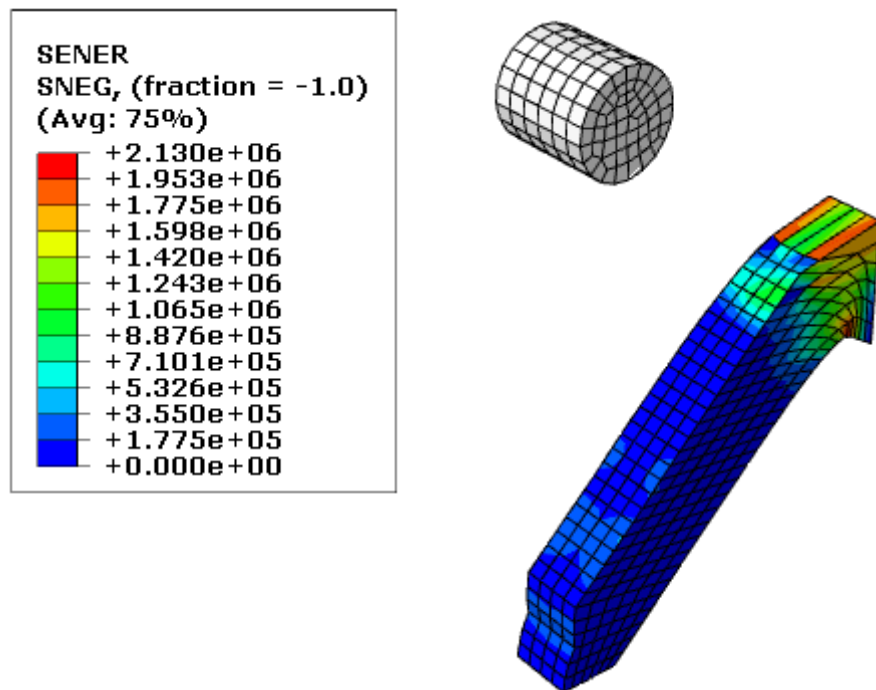 SENER
SNEG, (fraction = -1.0)
(Avg: 75%)
+2.130e+06
+1.953e+06
+1.775e+06
+1.598e+06
+1.420e+06
+1.243e+06
+1.065e+06
+8.876e+05
+7.101e+05
+5.326e+05
+3.550e+05
+1.775e+05
+0.000e+00